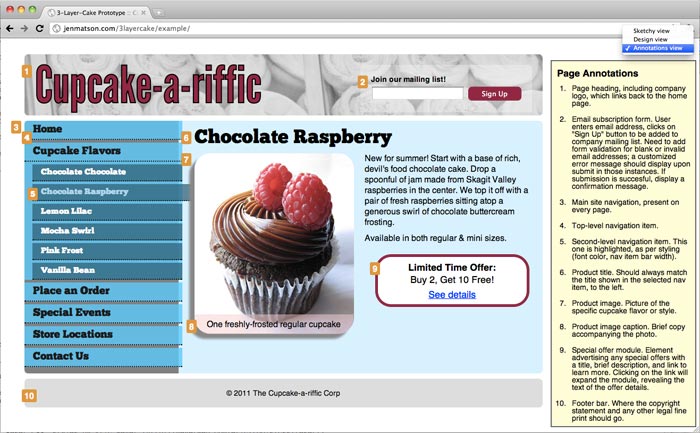 3-Layer-Cake Prototype
jenmatson.com/3layercake/example/
Sketchy view
Design view
✓ Annotations view
1
Cupcake-a-riffic
2
Join our mailing list!
Sign Up
3
Home
4
Cupcake Flavors
Chocolate Chocolate
5
Chocolate Raspberry
Lemon Lilac
Mocha Swirl
Pink Frost
Vanilla Bean
Place an Order
Special Events
Store Locations
Contact Us
6
Chocolate Raspberry
7
8
One freshly-frosted regular cupcake
New for summer! Start with a base of rich,
devil's food chocolate cake. Drop a
spoonful of jam made from Skagit Valley
raspberries in the center. We top it off with a
pair of fresh raspberries sitting atop a
generous swirl of chocolate buttercream
frosting.
Available in both regular & mini sizes.
9
Limited Time Offer:
Buy 2, Get 10 Free!
See details
10
© 2011 The Cupcake-a-riffic Corp
Page Annotations
1. Page heading, including company
logo, which links back to the home
page.
2. Email subscription form. User
enters email address, clicks on
"Sign Up" button to be added to
company mailing list. Need to add
form validation for blank or invalid
email addresses; a customized
error message should display upon
submit in those instances. If
submission is succesful, display a
confirmation message.
3. Main site navigation, present on
every page.
4. Top-level navigation item.
5. Second-level navigation item. This
one is highlighted, as per styling
(font color, nav item bar width).
6. Product title. Should always match
the title shown in the selected nav
item, to the left.
7. Product image. Picture of the
specific cupcake flavor or style.
8. Product image caption. Brief copy
accompanying the photo.
9. Special offer module. Element
advertising any special offers with
a title, brief description, and link to
learn more. Clicking on the link will
expand the module, revealing the
text of the offer details.
10. Footer bar. Where the copyright
statement and any other legal fine
print should go.